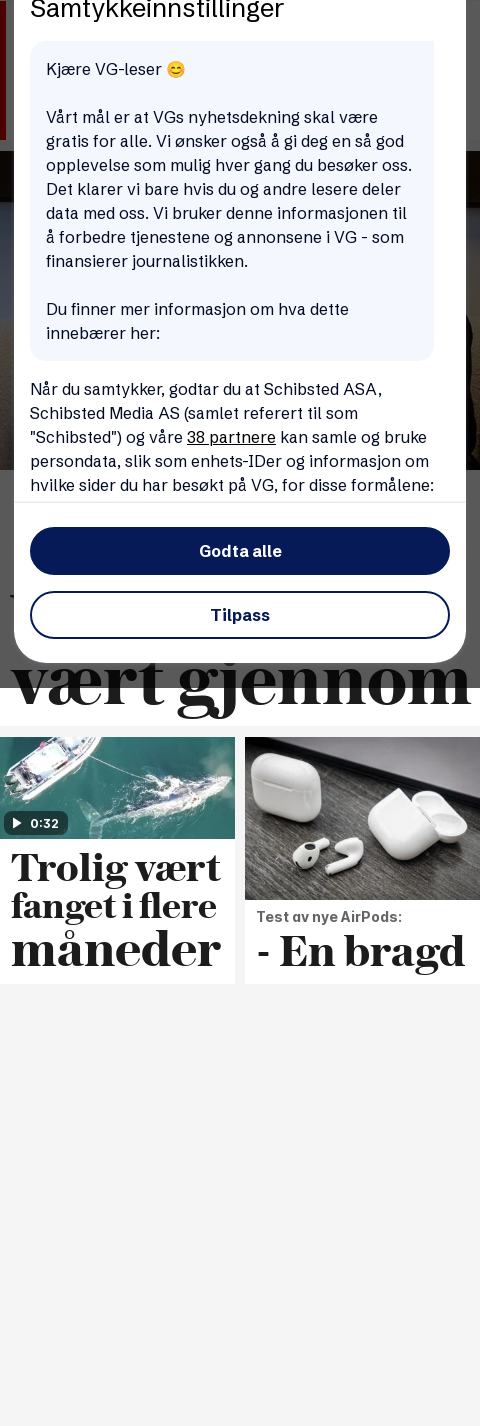 Samtykkeinnstillinger
Kjære VG-leser 😊
Vårt mål er at VGs nyhetsdekning skal være
gratis for alle. Vi ønsker også å gi deg en så god
opplevelse som mulig hver gang du besøker oss.
Det klarer vi bare hvis du og andre lesere deler
data med oss. Vi bruker denne informasjonen til
å forbedre tjenestene og annonsene i VG - som
finansierer journalistikken.
Du finner mer informasjon om hva dette
innebærer her:
Når du samtykker, godtar du at Schibsted ASA,
Schibsted Media AS (samlet referert til som
"Schibsted") og våre 38 partnere kan samle og bruke
persondata, slik som enhets-IDer og informasjon om
hvilke sider du har besøkt på VG, for disse formålene:
Godta alle
Tilpass
vært gjennom
0:32
Trolig vært
fanget i flere
måneder
Test av nye AirPods:
- En bragd